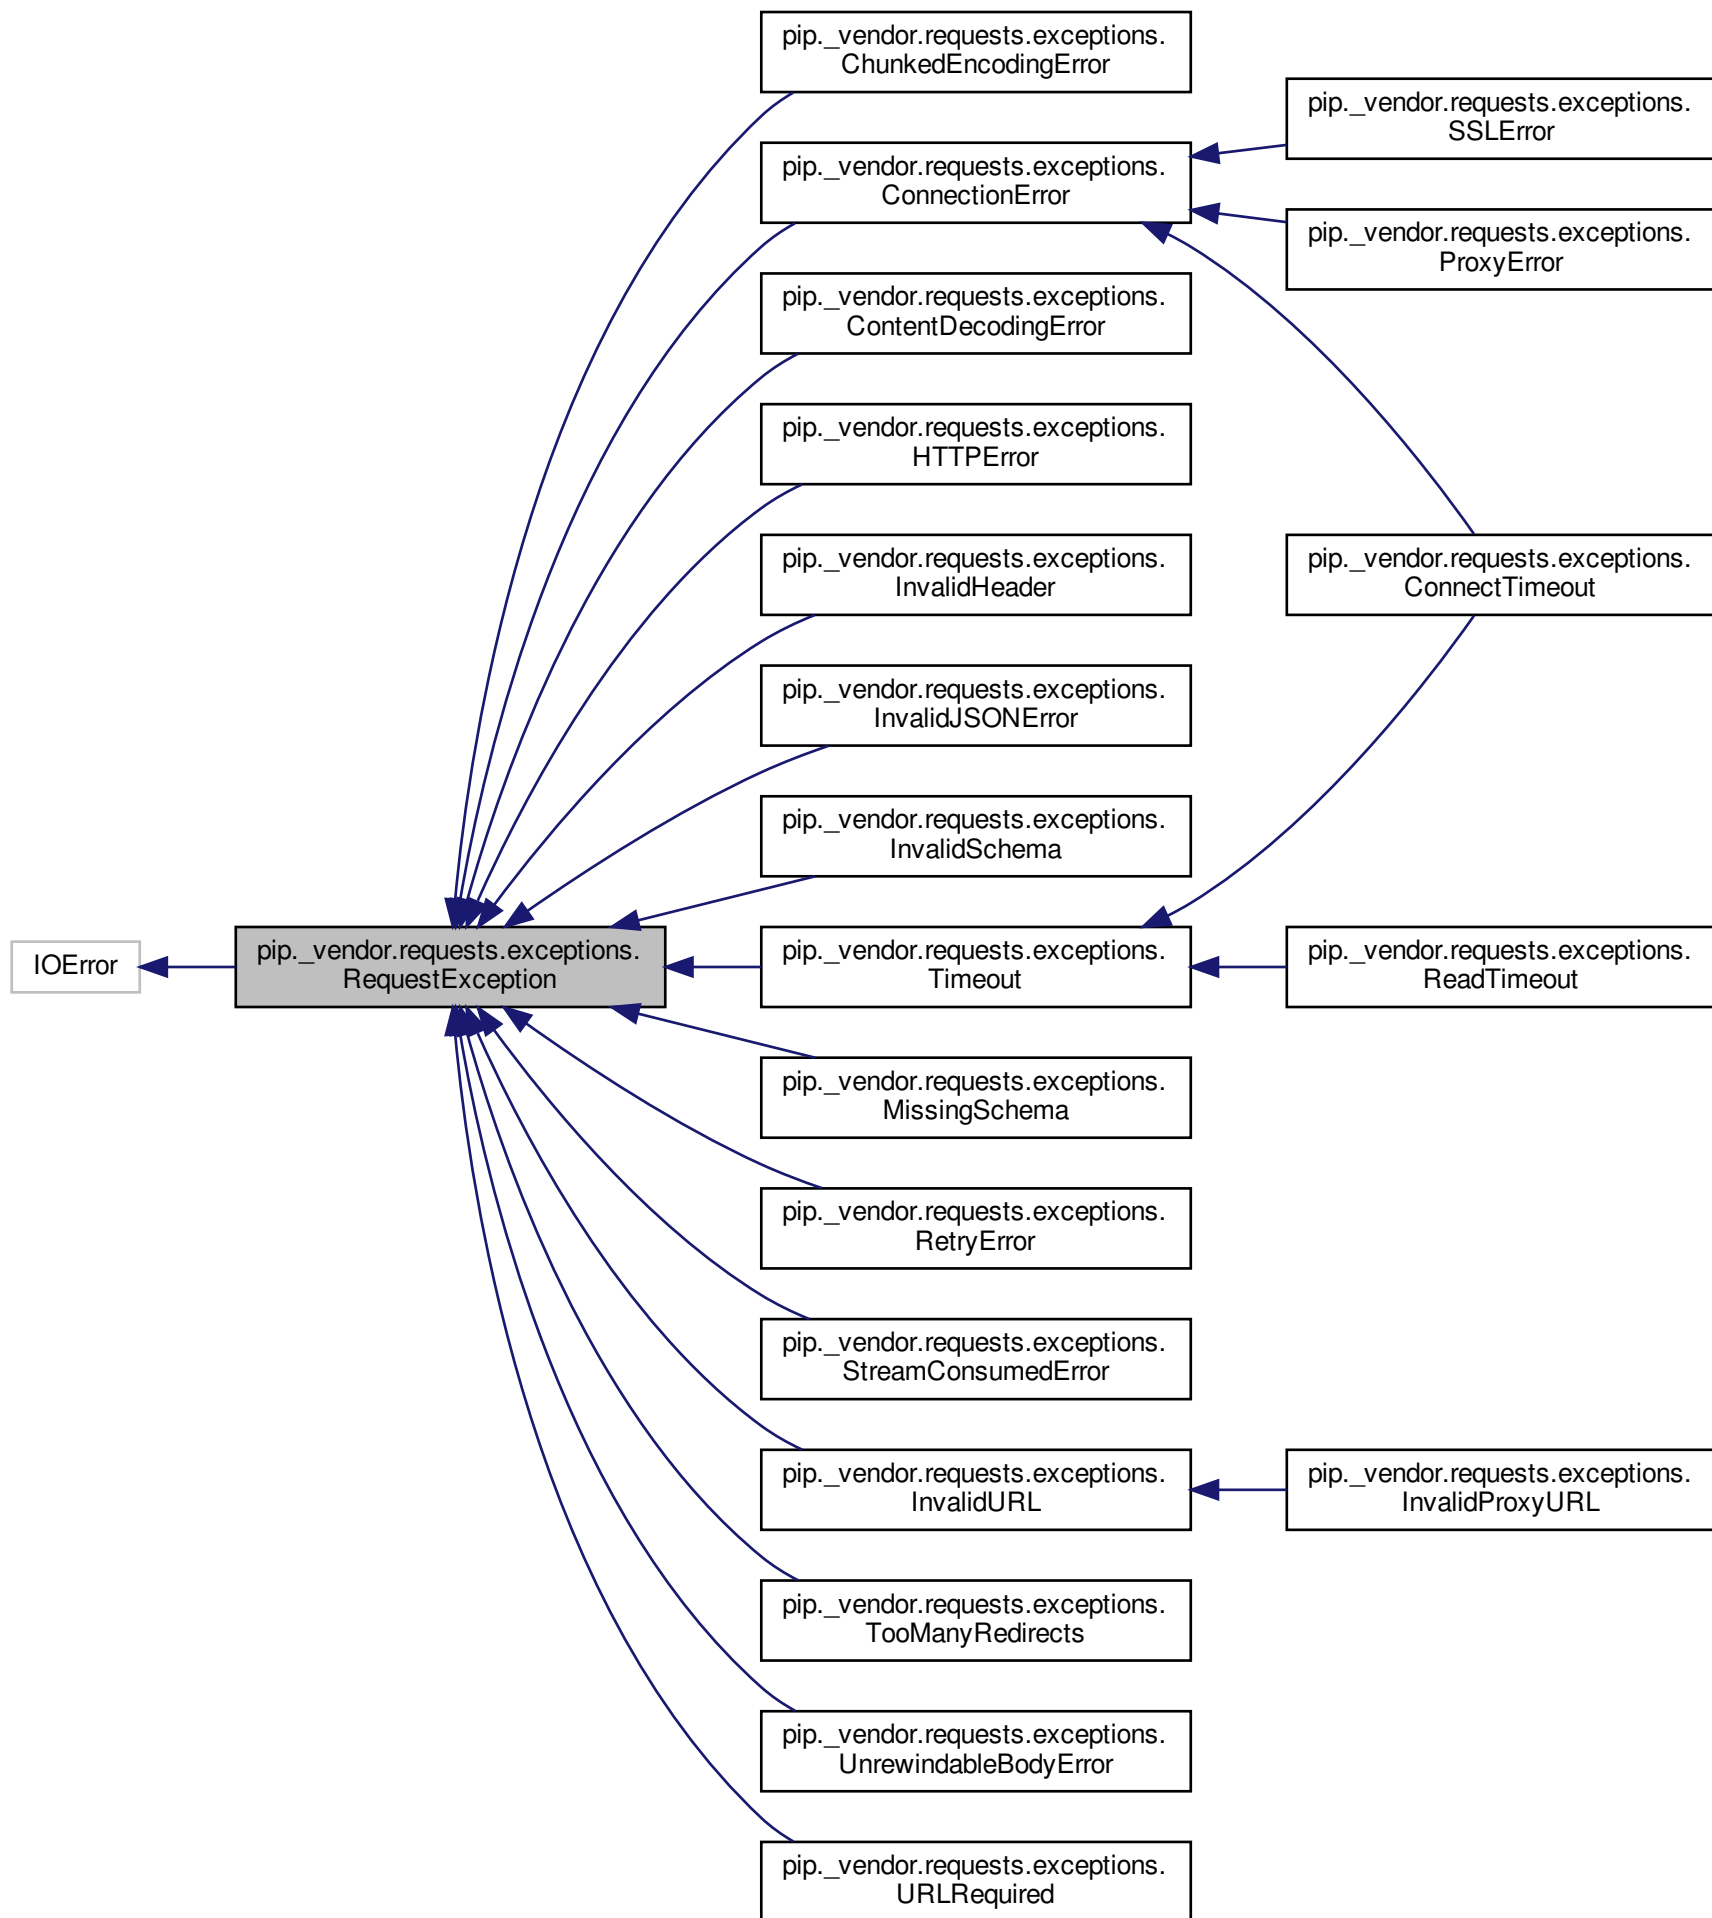 IOError
pip._vendor.requests.exceptions.
RequestException
pip._vendor.requests.exceptions.
ChunkedEncodingError
pip._vendor.requests.exceptions.
ConnectionError
pip._vendor.requests.exceptions.
ContentDecodingError
pip._vendor.requests.exceptions.
HTTPError
pip._vendor.requests.exceptions.
InvalidHeader
pip._vendor.requests.exceptions.
InvalidJSONError
pip._vendor.requests.exceptions.
InvalidSchema
pip._vendor.requests.exceptions.
Timeout
pip._vendor.requests.exceptions.
MissingSchema
pip._vendor.requests.exceptions.
RetryError
pip._vendor.requests.exceptions.
StreamConsumedError
pip._vendor.requests.exceptions.
InvalidURL
pip._vendor.requests.exceptions.
TooManyRedirects
pip._vendor.requests.exceptions.
UnrewindableBodyError
pip._vendor.requests.exceptions.
URLRequired
pip._vendor.requests.exceptions.
SSLError
pip._vendor.requests.exceptions.
ProxyError
pip._vendor.requests.exceptions.
ConnectTimeout
pip._vendor.requests.exceptions.
ReadTimeout
pip._vendor.requests.exceptions.
InvalidProxyURL